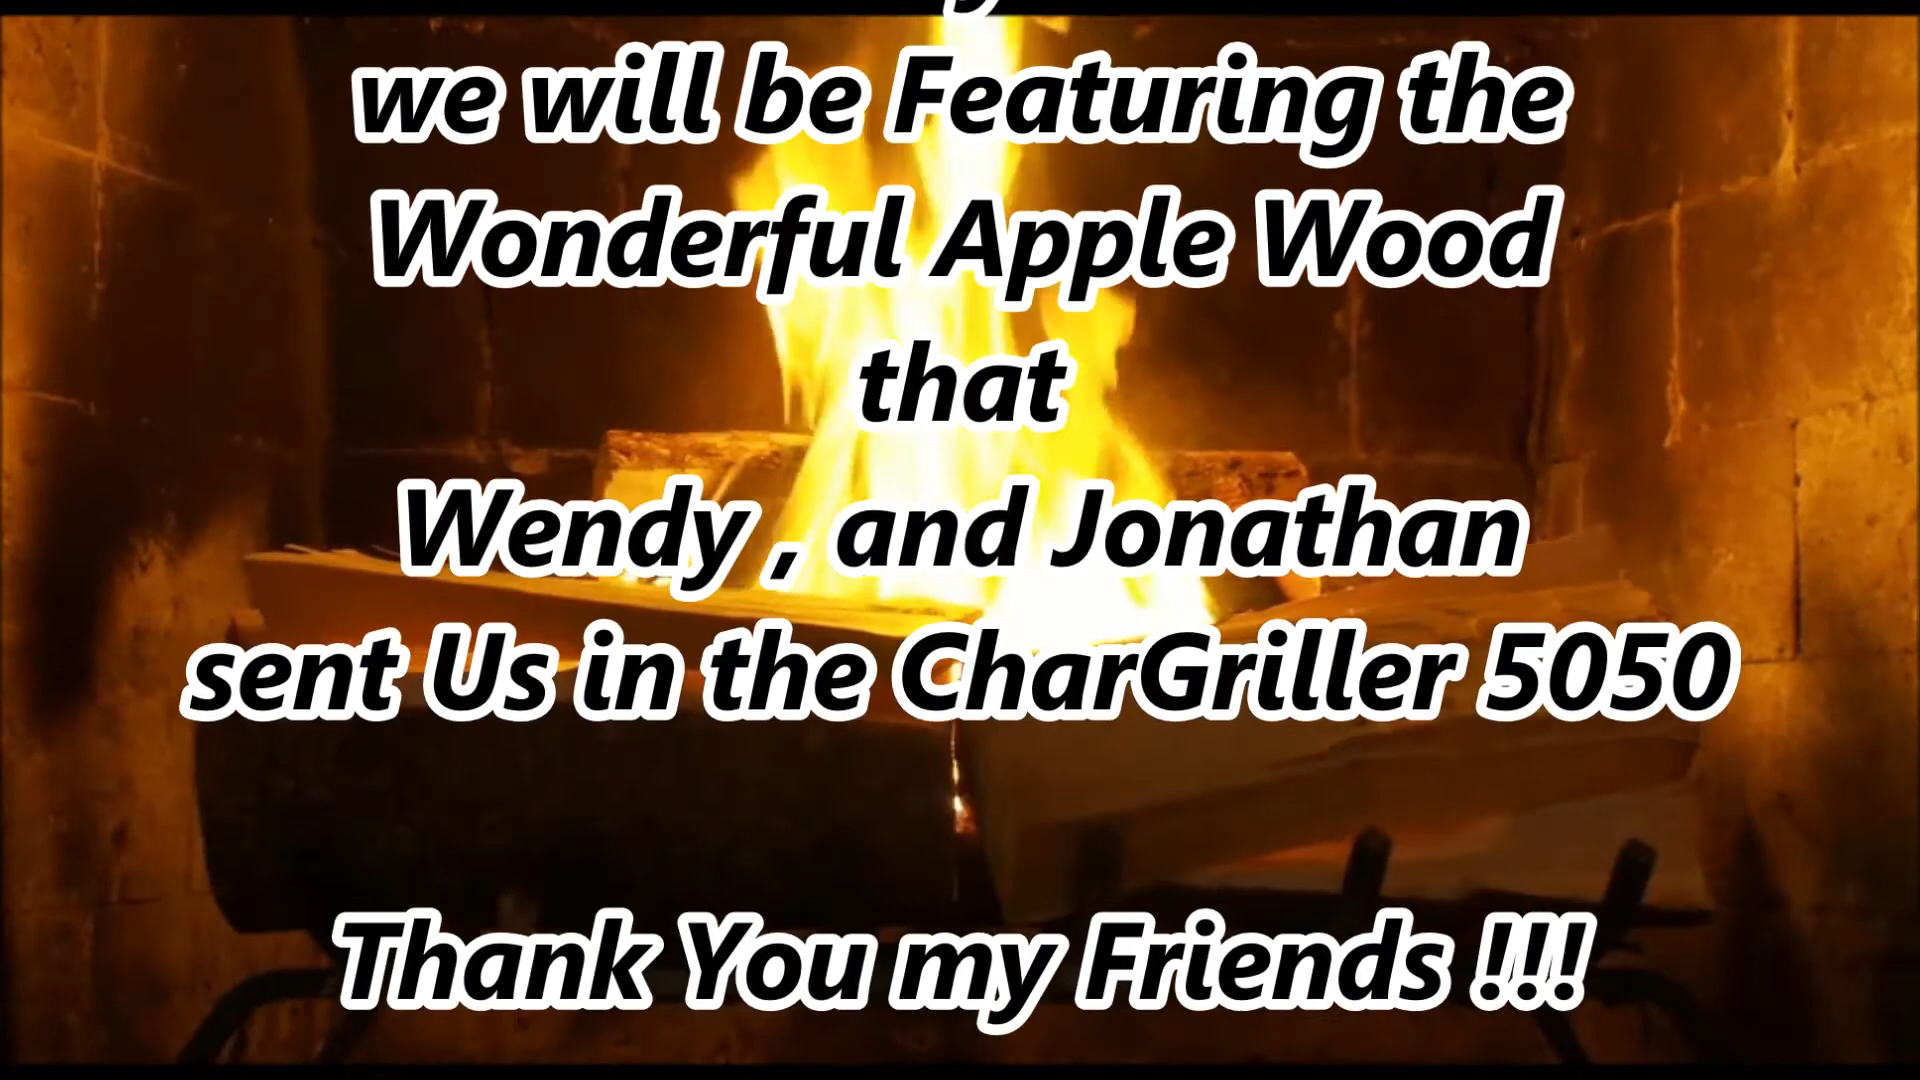 we will be Featuring the
Wonderful Apple Wood
that
Wendy , and Jonathan
sent Us in the CharGriller 5050
Thank You my Friends !!!